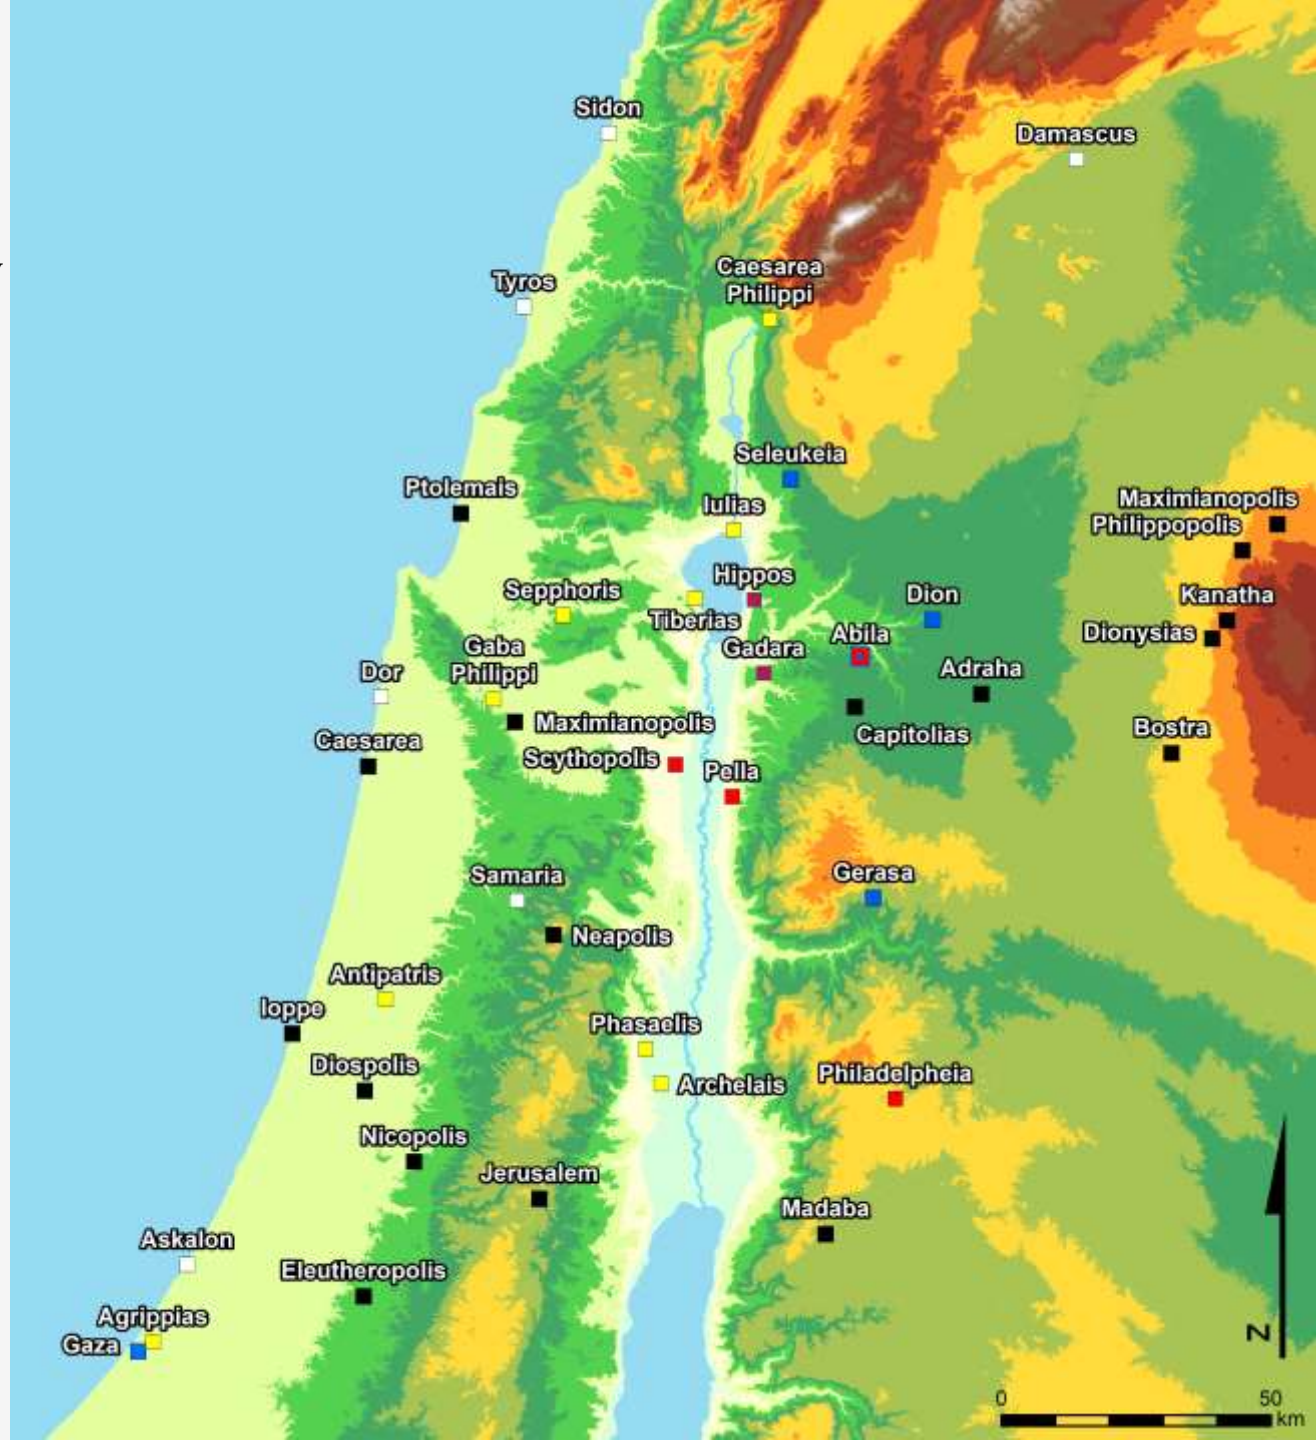 Sidon
Damascus
Caesarea
Philippi
Tyros
Seleukeia
Ptolemais
Iulias
Maximianopolis
Philippopolis
Hippos
Sepphoris
Dion
Kanatha
Tiberias
Dionysias
Abila
Gaba
Philippi
Gadara
Dor
Adraha
Maximianopolis
Capitolias
Bostra
Caesarea
Scythopolis
Pella
Samaria
Gerasa
Neapolis
Antipatris
Ioppe
Phasaelis
Diospolis
Archelais
Philadelpheia
Nicopolis
Jerusalem
Madaba
Askalon
Eleutheropolis
Agrippias
Gaza
N
0 50
km